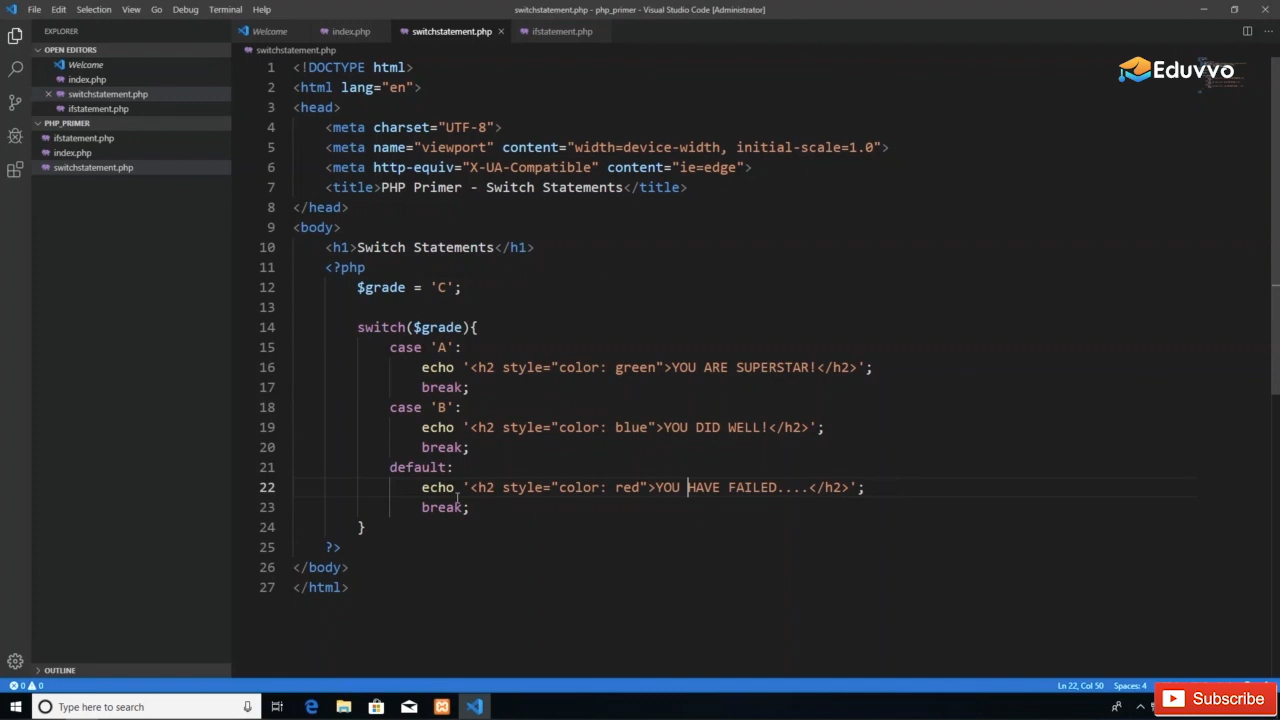 File Edit Selection View Go Debug Terminal Help
switchstatement.php - php_primer - Visual Studio Code [Administrator]
EXPLORER
Welcome index.php switchstatement.php ifstatement.php
OPEN EDITORS
Welcome
index.php
switchstatement.php
ifstatement.php
PHP_PRIMER
ifstatement.php
index.php
switchstatement.php
OUTLINE
switchstatement.php
Eduvvo
1 <!DOCTYPE html>
2 <html lang="en">
3 <head>
4 <meta charset="UTF-8">
5 <meta name="viewport" content="width=device-width, initial-scale=1.0">
6 <meta http-equiv="X-UA-Compatible" content="ie=edge">
7 <title>PHP Primer - Switch Statements</title>
8 </head>
9 <body>
10 <h1>Switch Statements</h1>
11 <?php
12 $grade = 'C';
13
14 switch($grade){
15 case 'A':
16 echo '<h2 style="color: green">YOU ARE SUPERSTAR!</h2>';
17 break;
18 case 'B':
19 echo '<h2 style="color: blue">YOU DID WELL!</h2>';
20 break;
21 default:
22 echo '<h2 style="color: red">YOU HAVE FAILED....</h2>';
23 break;
24 }
25 ?>
26 </body>
27 </html>
0 0
Ln 22, Col 50 Spaces: 4
Type here to search
Subscribe